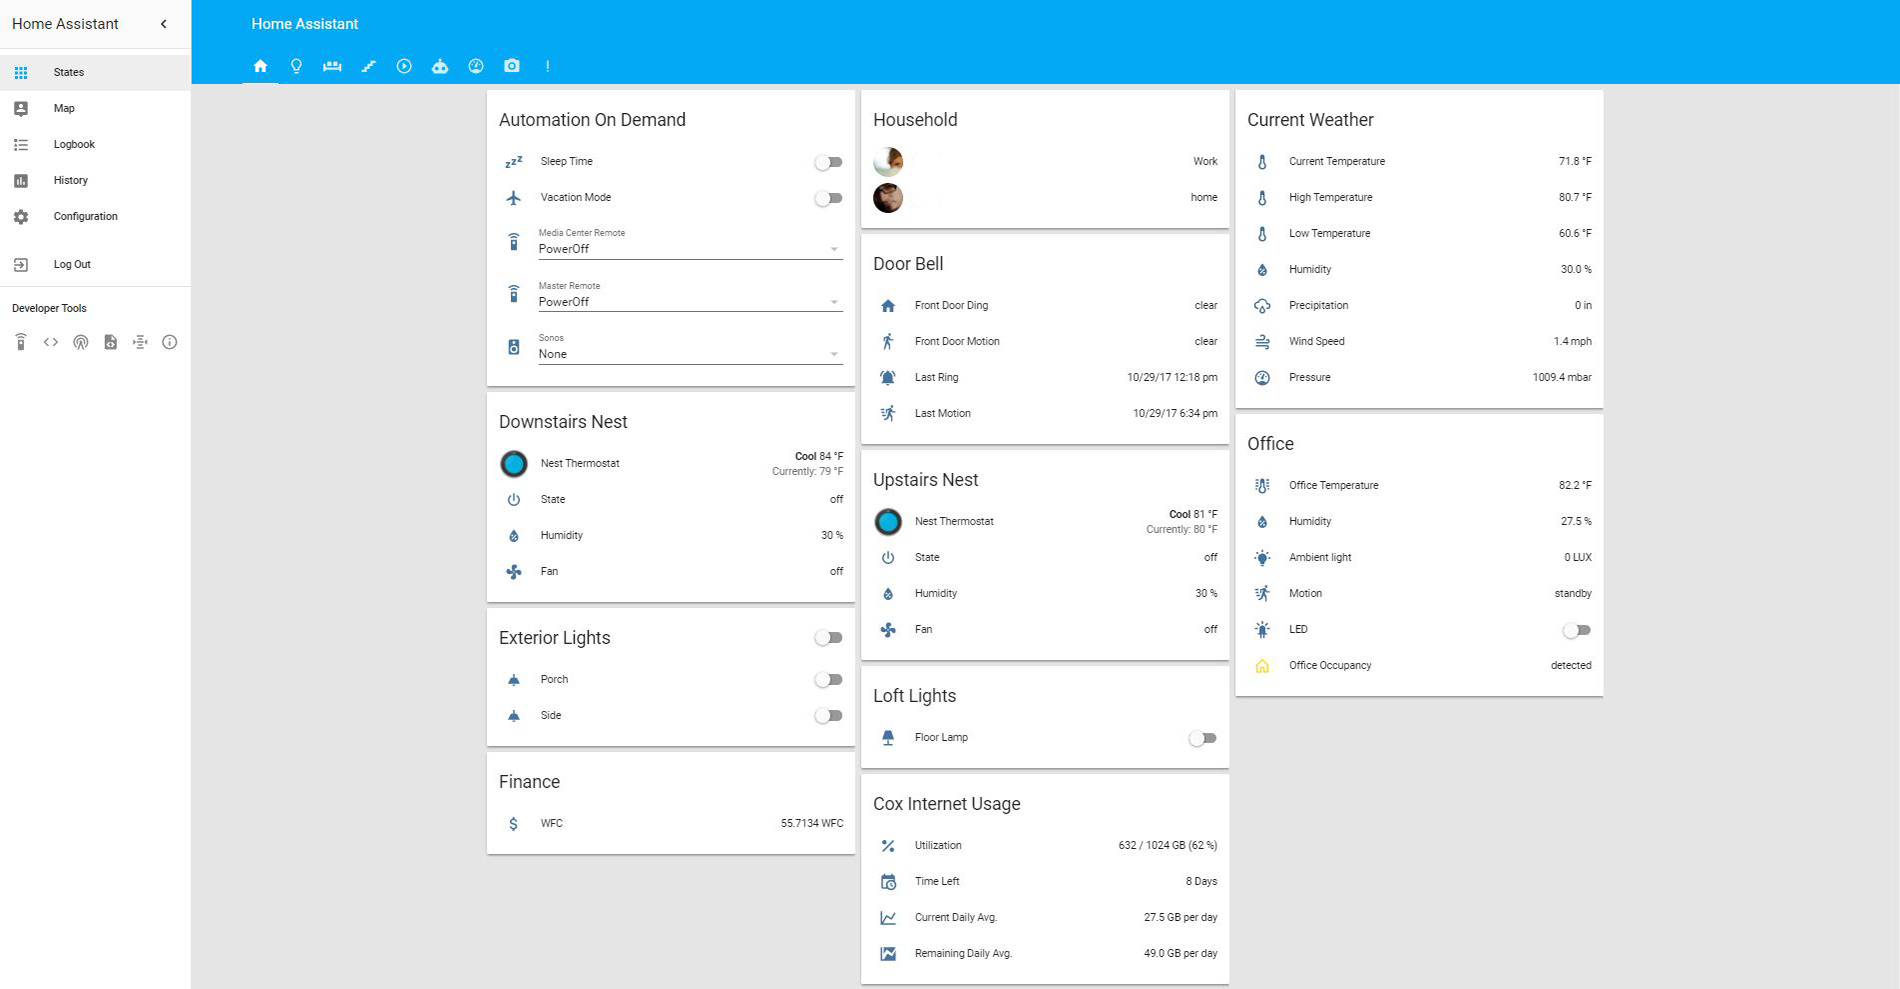 Home Assistant
States
Map
Logbook
History
Configuration
Log Out
Developer Tools
Home Assistant
Automation On Demand
Sleep Time
Vacation Mode
Media Center Remote
PowerOff
Master Remote
PowerOff
Sonos
None
Downstairs Nest
Nest Thermostat Cool 84 °F
Currently: 79 °F
State off
Humidity 30 %
Fan off
Exterior Lights
Porch
Side
Finance
WFC 55.7134 WFC
Household
Work
home
Door Bell
Front Door Ding clear
Front Door Motion clear
Last Ring 10/29/17 12:18 pm
Last Motion 10/29/17 6:34 pm
Upstairs Nest
Nest Thermostat Cool 81 °F
Currently: 80 °F
State off
Humidity 30 %
Fan off
Loft Lights
Floor Lamp
Cox Internet Usage
Utilization 632 / 1024 GB (62 %)
Time Left 8 Days
Current Daily Avg. 27.5 GB per day
Remaining Daily Avg. 49.0 GB per day
Current Weather
Current Temperature 71.8 °F
High Temperature 80.7 °F
Low Temperature 60.6 °F
Humidity 30.0 %
Precipitation 0 in
Wind Speed 1.4 mph
Pressure 1009.4 mbar
Office
Office Temperature 82.2 °F
Humidity 27.5 %
Ambient light 0 LUX
Motion standby
LED
Office Occupancy detected